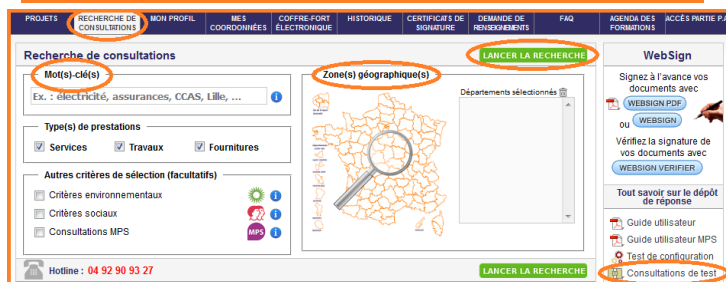 PROJETS
RECHERCHE DE CONSULTATIONS
MON PROFIL
MES COORDONNÉES
COFFRE-FORT ÉLECTRONIQUE
HISTORIQUE
CERTIFICATS DE SIGNATURE
DEMANDE DE RENSEIGNEMENTS
FAQ
AGENDA DES FORMATIONS
ACCÈS PARTIE P.A
Recherche de consultations
LANCER LA RECHERCHE
Mot(s)-clé(s)
Ex. : électricité, assurances, CCAS, Lille, ...
Type(s) de prestations
Services
Travaux
Fournitures
Autres critères de sélection (facultatifs)
Critères environnementaux
Critères sociaux
Consultations MPS
MPS
Zone(s) géographique(s)
Départements sélectionnés
Hotline : 04 92 90 93 27
LANCER LA RECHERCHE
WebSign
Signez à l'avance vos
documents avec
WEBSIGN PDF
ou WEBSIGN
Vérifiez la signature de
vos documents avec
WEBSIGN VERIFIER
Tout savoir sur le dépôt
de réponse
Guide utilisateur
Guide utilisateur MPS
Test de configuration
Consultations de test